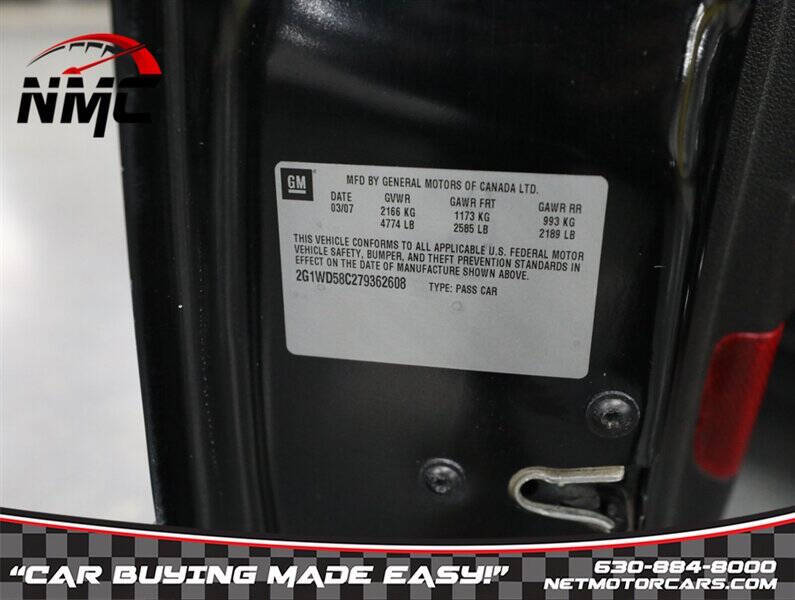 NMC
GM
MFD BY GENERAL MOTORS OF CANADA LTD.
DATE GVWR GAWR FRT GAWR RR
03/07 2166 KG 1173 KG 993 KG
4774 LB 2585 LB 2189 LB
THIS VEHICLE CONFORMS TO ALL APPLICABLE U.S. FEDERAL MOTOR
VEHICLE SAFETY, BUMPER, AND THEFT PREVENTION STANDARDS IN
EFFECT ON THE DATE OF MANUFACTURE SHOWN ABOVE.
2G1WD58C279362608 TYPE: PASS CAR
"CAR BUYING MADE EASY!"
630-884-8000
NETMOTORCARS.COM